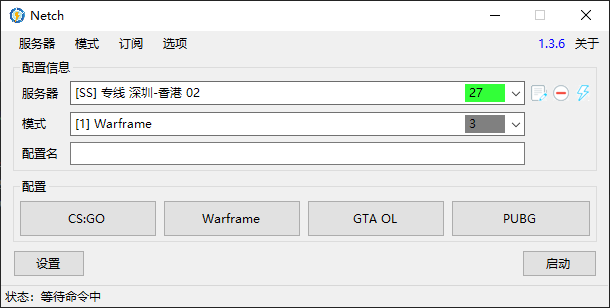 Netch
服务器 模式 订阅 选项 1.3.6 关于
配置信息
服务器 [SS] 专线 深圳-香港 02 27
模式 [1] Warframe 3
配置名
配置
CS:GO Warframe GTA OL PUBG
设置 启动
状态：等待命令中